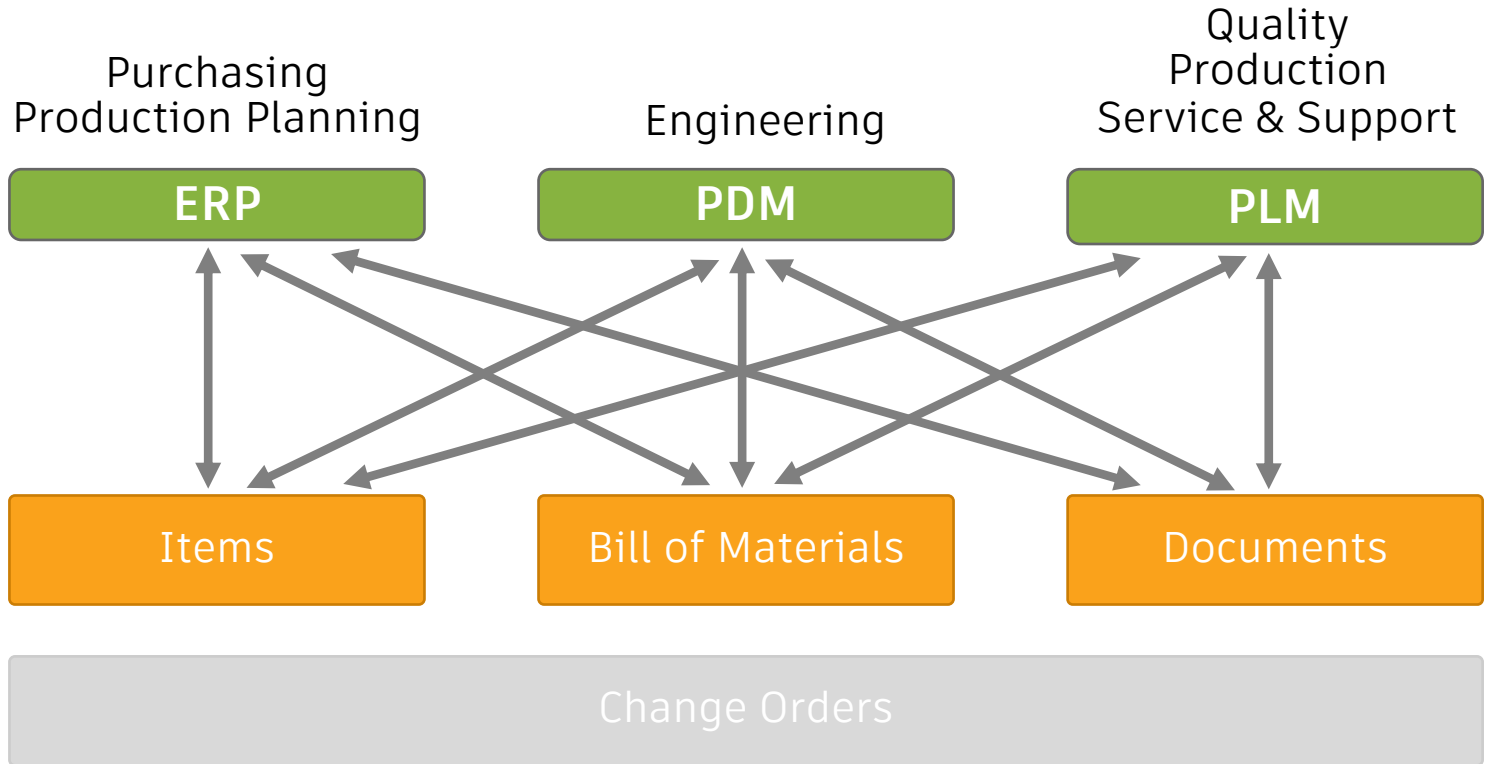 Purchasing
Production Planning
Engineering
Quality
Production
Service & Support
ERP
PDM
PLM
Items
Bill of Materials
Documents
Change Orders